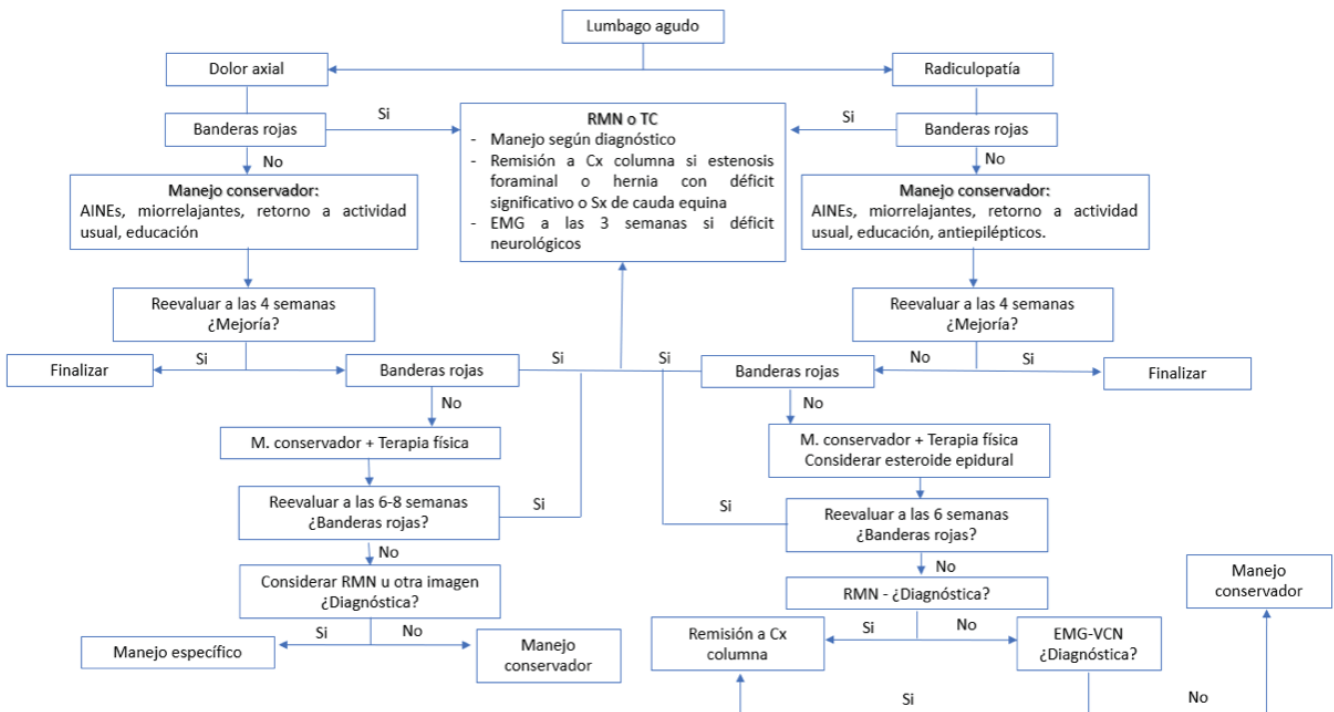 Lumbago agudo
Dolor axial
Radiculopatía
Banderas rojas
Si
No
RMN o TC
- Manejo según diagnóstico
- Remisión a Cx columna si estenosis
foraminal o hernia con déficit
significativo o Sx de cauda equina
- EMG a las 3 semanas si déficit
neurológicos
Si
Banderas rojas
No
Manejo conservador:
AINEs, miorrelajantes, retorno a actividad
usual, educación
Manejo conservador:
AINEs, miorrelajantes, retorno a actividad
usual, educación, antiepilépticos.
Reevaluar a las 4 semanas
¿Mejoría?
Reevaluar a las 4 semanas
¿Mejoría?
Finalizar
Si
Banderas rojas
Si
Si
Banderas rojas
No
Si
Finalizar
No
No
M. conservador + Terapia física
M. conservador + Terapia física
Considerar esteroide epidural
Reevaluar a las 6-8 semanas
¿Banderas rojas?
Si
Si
Reevaluar a las 6 semanas
¿Banderas rojas?
No
No
Considerar RMN u otra imagen
¿Diagnóstica?
RMN - ¿Diagnóstica?
Manejo
conservador
Si
No
Manejo específico
Manejo
conservador
Remisión a Cx
columna
Si
No
EMG-VCN
¿Diagnóstica?
Si
No